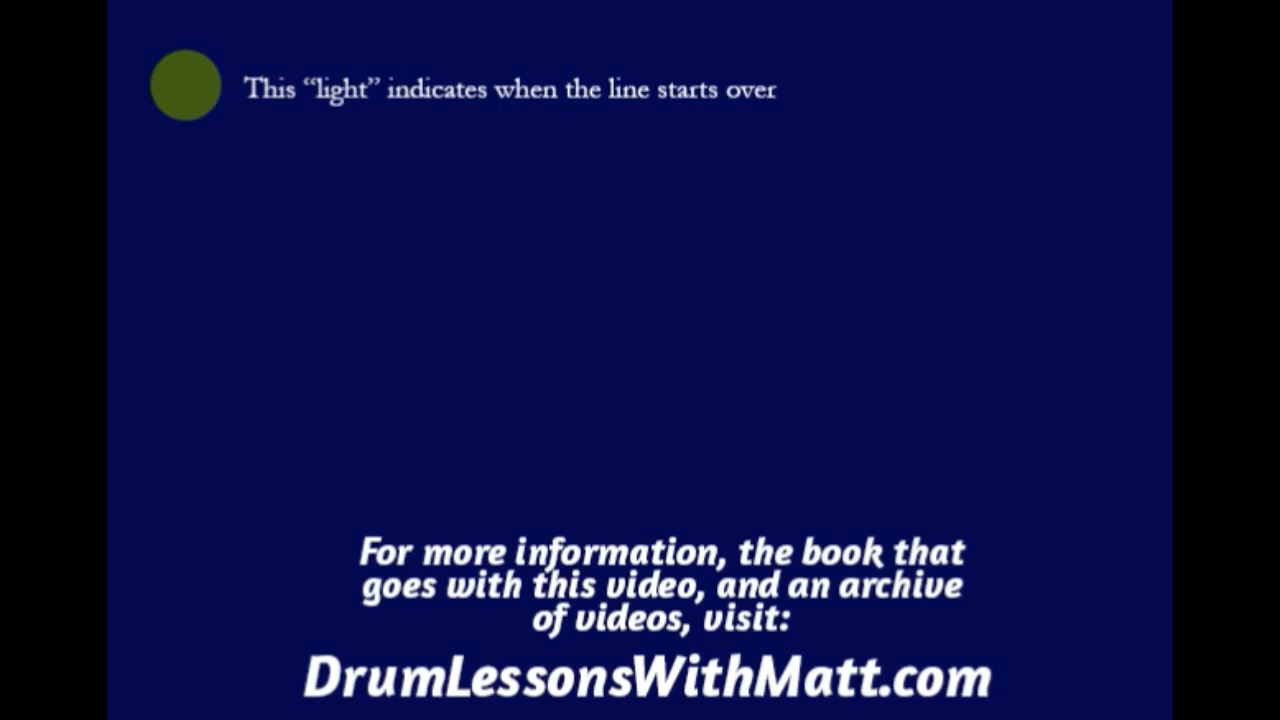 This “light” indicates when the line starts over
For more information, the book that
goes with this video, and an archive
of videos, visit:
DrumLessonsWithMatt.com